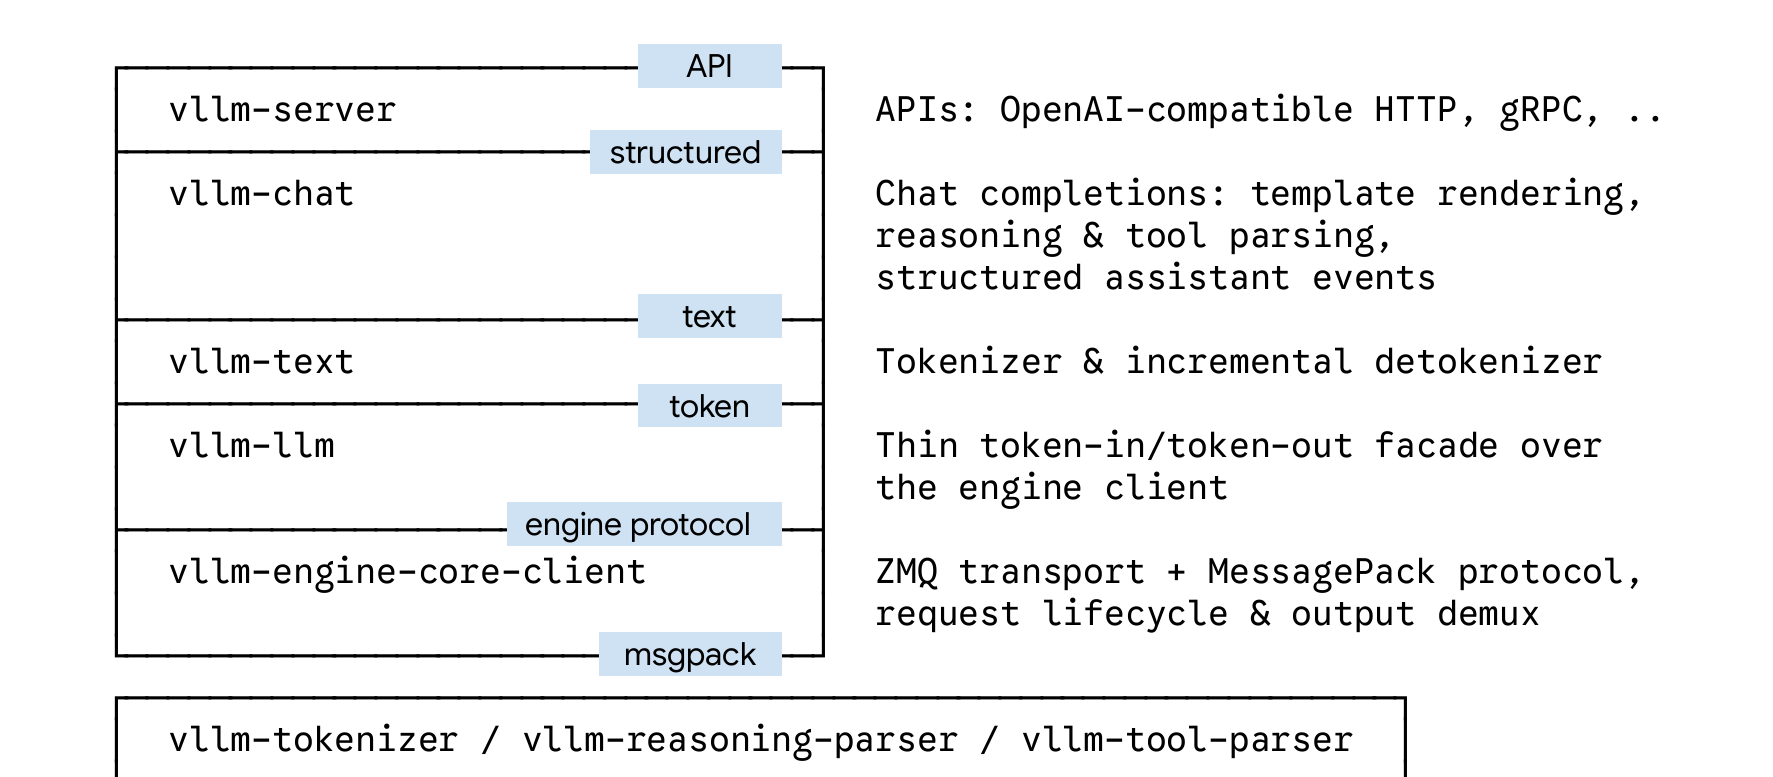 API
vllm-server
APIs: OpenAI-compatible HTTP, gRPC, ..
structured
vllm-chat
Chat completions: template rendering,
reasoning & tool parsing,
structured assistant events
text
vllm-text
Tokenizer & incremental detokenizer
token
vllm-llm
Thin token-in/token-out facade over
the engine client
engine protocol
vllm-engine-core-client
ZMQ transport + MessagePack protocol,
request lifecycle & output demux
msgpack
vllm-tokenizer / vllm-reasoning-parser / vllm-tool-parser